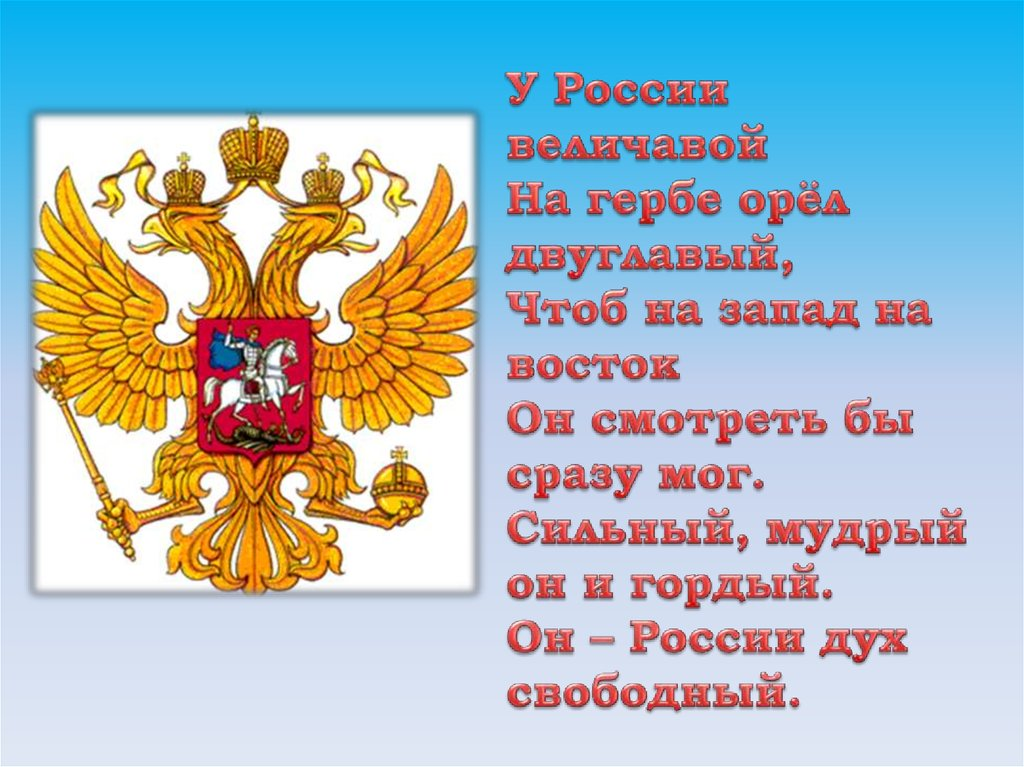 У России
величавой
На гербе орёл
двуглавый,
Чтоб на запад на
восток
Он смотреть бы
сразу мог.
Сильный, мудрый
он и гордый.
Он – России дух
свободный.